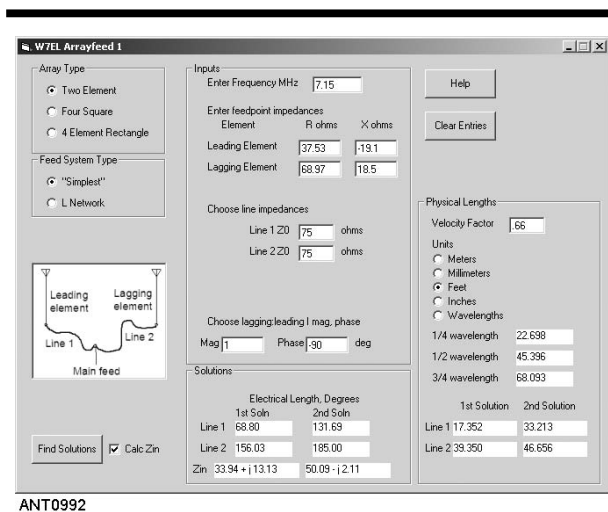 W7EL Arrayfeed 1
Array Type
Two Element
Four Square
4 Element Rectangle
Feed System Type
"Simplest"
L Network
Leading element
Lagging element
Line 1
Line 2
Main feed
Find Solutions
Calc Zin
Inputs
Enter Frequency MHz 7.15
Enter feedpoint impedances
Element R ohms X ohms
Leading Element 37.53 -19.1
Lagging Element 68.97 18.5
Choose line impedances
Line 1 Z0 75 ohms
Line 2 Z0 75 ohms
Choose lagging:leading I mag, phase
Mag 1 Phase -90 deg
Solutions
Electrical Length, Degrees
1st Soln 2nd Soln
Line 1 68.80 131.69
Line 2 156.03 185.00
Zin 33.94 + j 13.13 50.09 - j 2.11
Help
Clear Entries
Physical Lengths
Velocity Factor .66
Units
Meters
Millimeters
Feet
Inches
Wavelengths
1/4 wavelength 22.698
1/2 wavelength 45.396
3/4 wavelength 68.093
1st Solution 2nd Solution
Line 1 17.352 33.213
Line 2 39.350 46.656
ANT0992